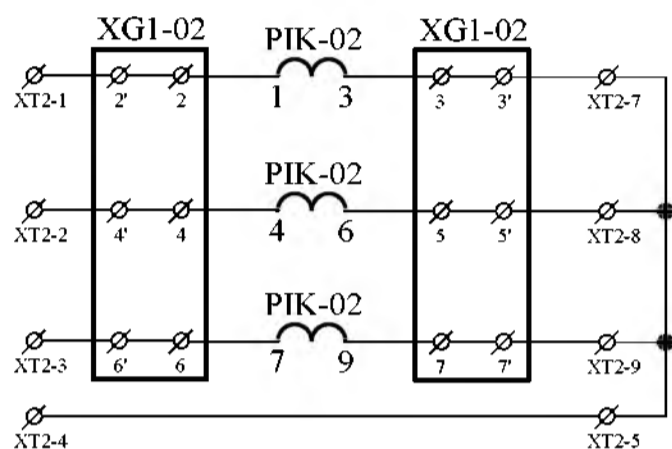 XG1-02 PIK-02 XG1-02
XT2-1 2' 2 1 3 3 3' XT2-7
PIK-02
XT2-2 4' 4 4 6 5 5' XT2-8
PIK-02
XT2-3 6' 6 7 9 7 7' XT2-9
XT2-4 XT2-5